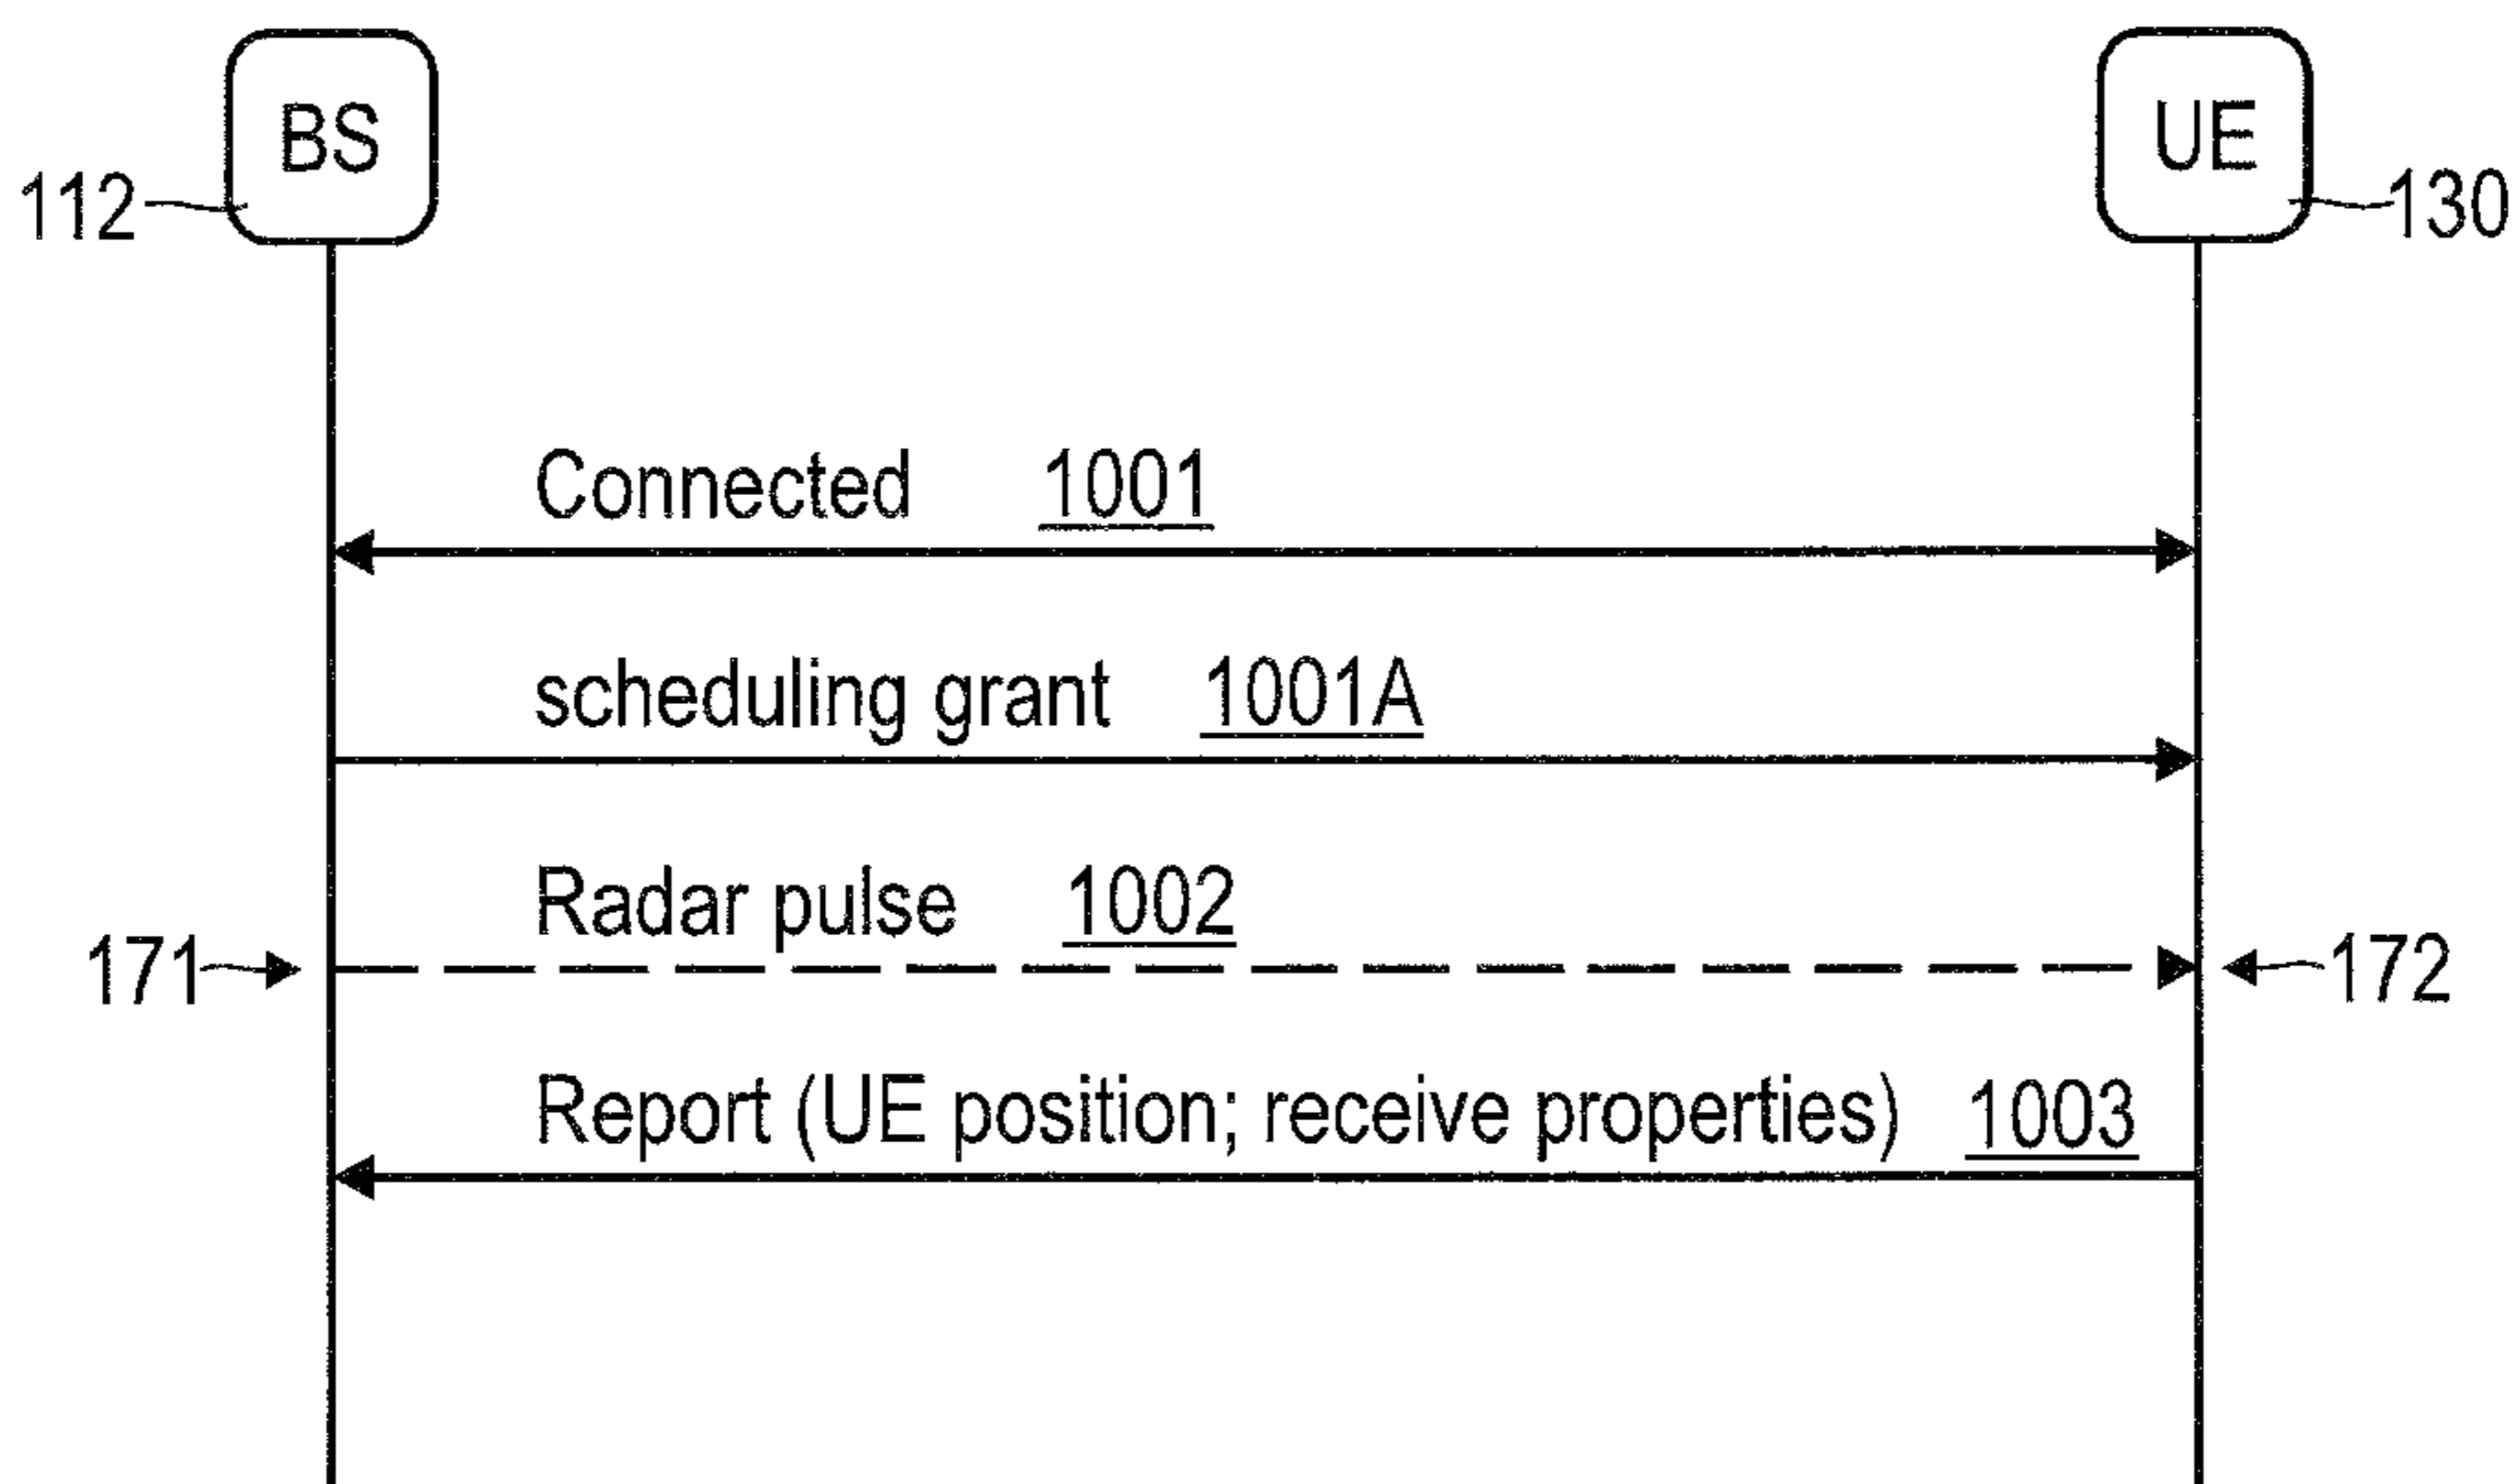 BS
UE
112
130
Connected 1001
scheduling grant 1001A
Radar pulse 1002
171
172
Report (UE position; receive properties) 1003